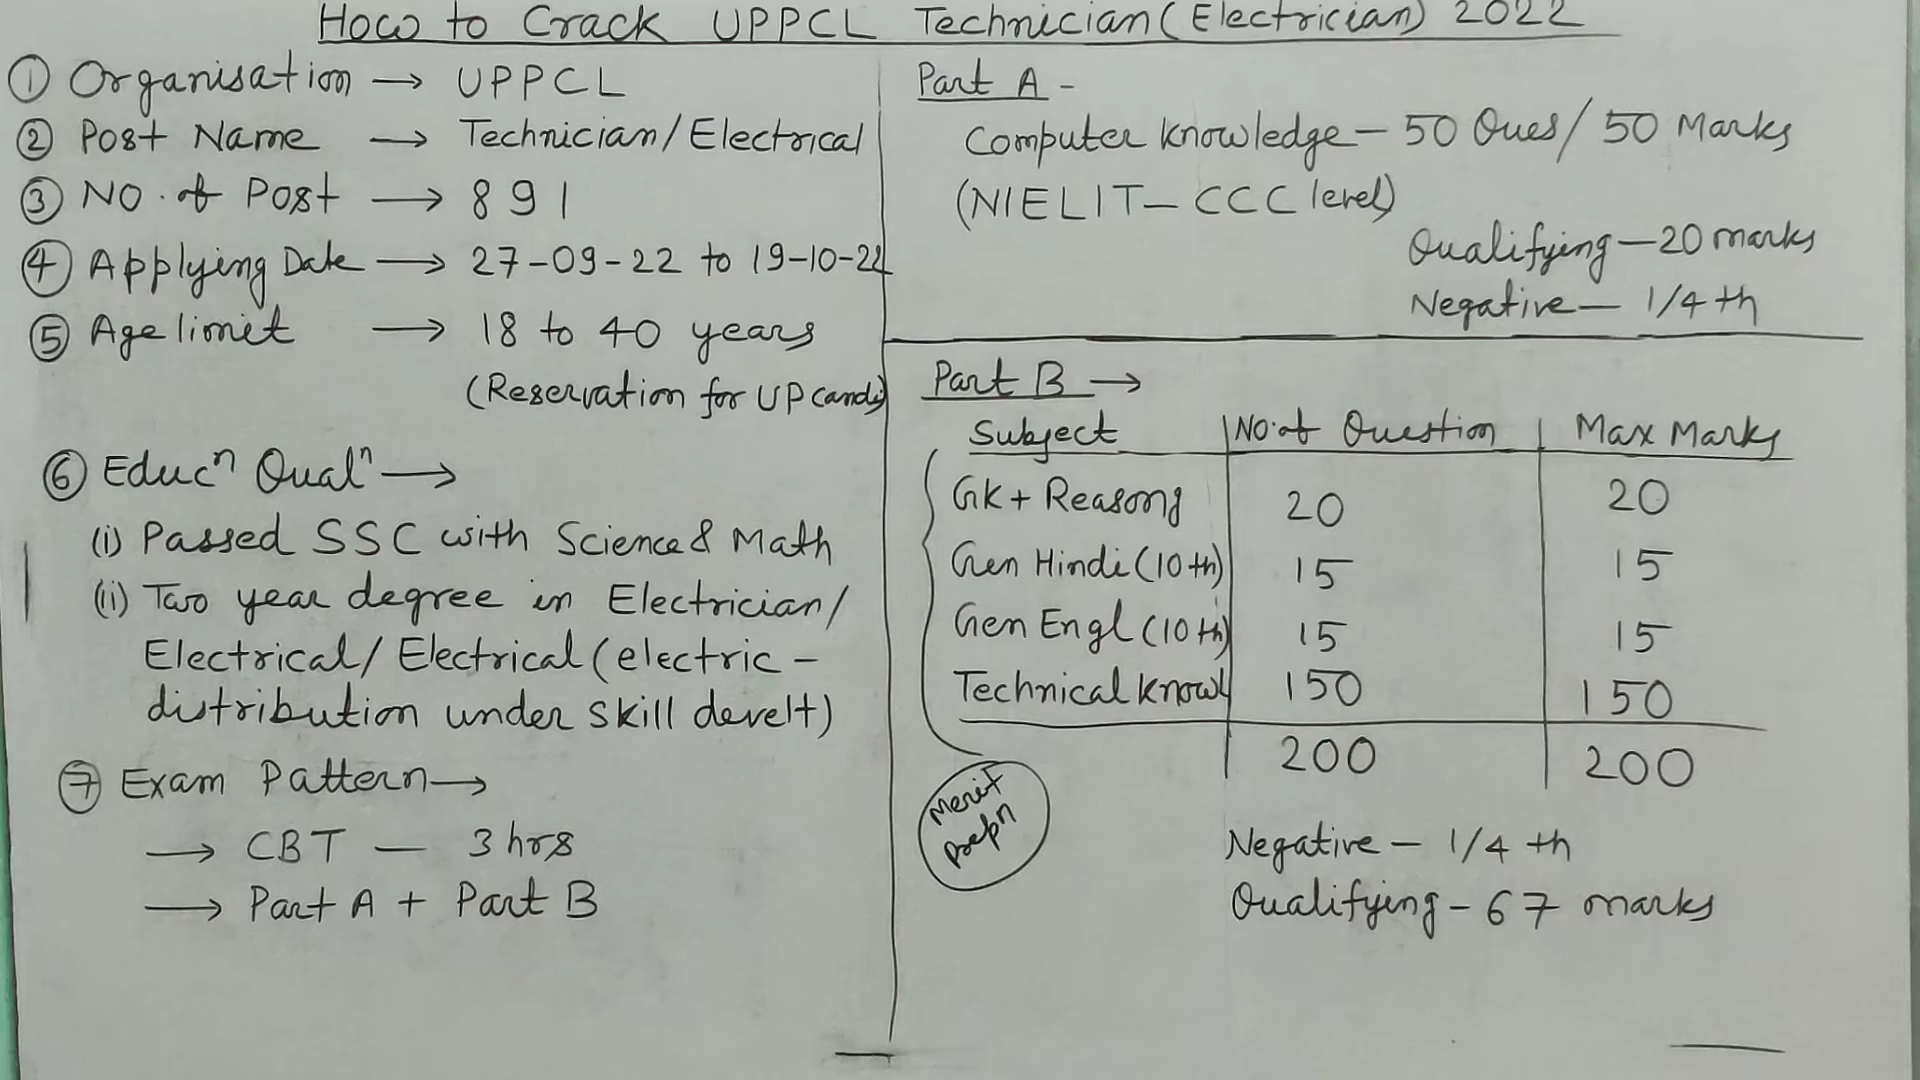 How to Crack UPPCL Technician (Electrician) 2022
① Organisation → UPPCL
② Post Name → Technician/Electrical
③ No. of Post → 891
④ Applying Date → 27-09-22 to 19-10-22
⑤ Age limit → 18 to 40 years
(Reservation for UP candi)
⑥ Educⁿ Qualⁿ →
(i) Passed SSC with Science & Math
(ii) Two year degree in Electrician/
Electrical/ Electrical (electric-
distribution under skill develt)
⑦ Exam Pattern →
→ CBT — 3 hrs
→ Part A + Part B
Part A -
Computer Knowledge - 50 Ques/ 50 Marks
(NIELIT - CCC level)
Qualifying - 20 marks
Negative - 1/4 th
Part B →
Subject | No. of Question | Max Marks
GK + Reasong 20 20
Gen Hindi (10th) 15 15
Gen Engl (10th) 15 15
Technical Knowl 150 150
200 200
Merit
prepn
Negative - 1/4 th
Qualifying - 67 marks